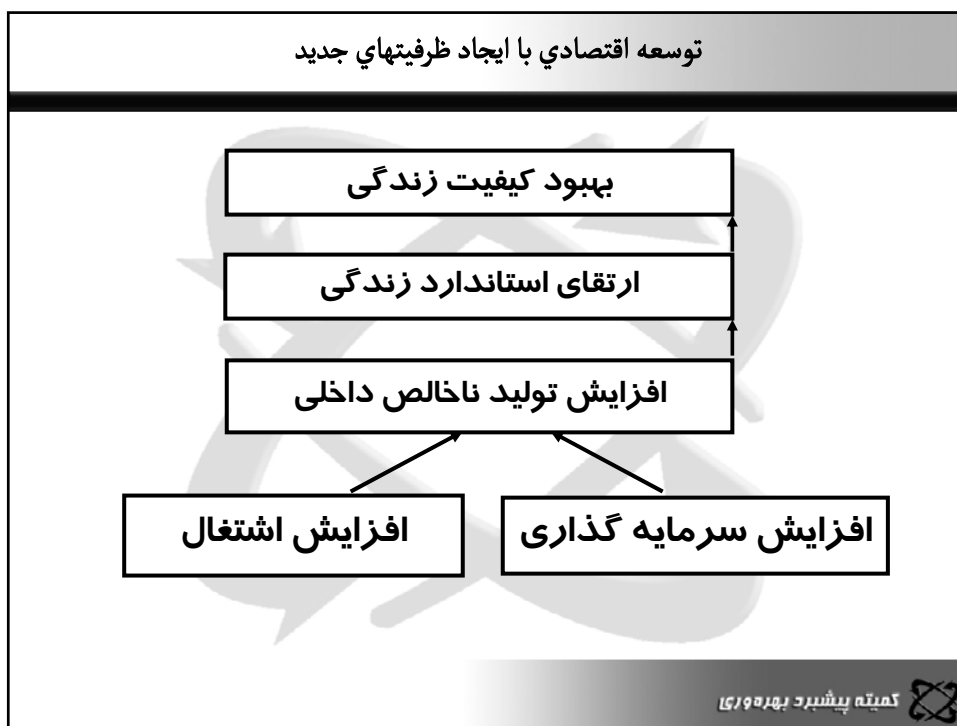 توسعه اقتصادي با ايجاد ظرفيتهاي جديد
بهبود کیفیت زندگی
ارتقای استاندارد زندگی
افزایش تولید ناخالص داخلی
افزایش سرمایه گذاری
افزایش اشتغال
کمیته پیشبرد بهره‌وری